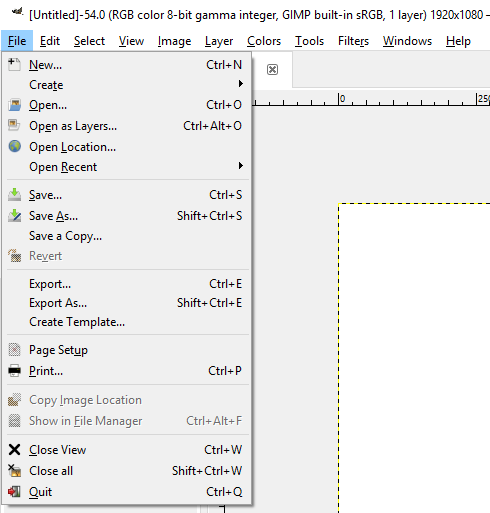 [Untitled]-54.0 (RGB color 8-bit gamma integer, GIMP built-in sRGB, 1 layer) 1920x1080 –
File Edit Select View Image Layer Colors Tools Filters Windows Help
New... Ctrl+N
Create
Open... Ctrl+O
Open as Layers... Ctrl+Alt+O
Open Location...
Open Recent
Save... Ctrl+S
Save As... Shift+Ctrl+S
Save a Copy...
Revert
Export... Ctrl+E
Export As... Shift+Ctrl+E
Create Template...
Page Setup
Print... Ctrl+P
Copy Image Location
Show in File Manager Ctrl+Alt+F
Close View Ctrl+W
Close all Shift+Ctrl+W
Quit Ctrl+Q
0 250